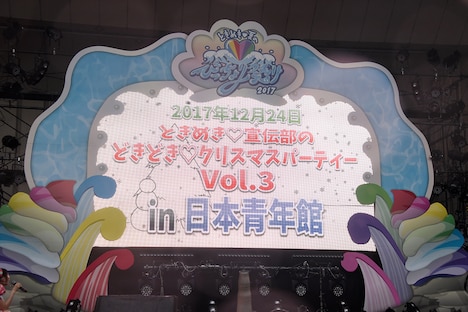 2017
2017年12月24日
ときめき♡宣伝部の
どきどき♡クリスマスパーティー
Vol.3
in 日本青年館